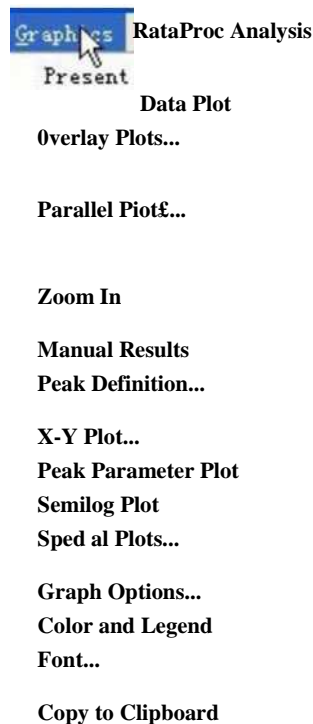 Graphics RataProc Analysis
Present
Data Plot
0verlay Plots...
Parallel Piot£...
Zoom In
Manual Results
Peak Definition...
X-Y Plot...
Peak Parameter Plot
Semilog Plot
Sped al Plots...
Graph Options...
Color and Legend
Font...
Copy to Clipboard